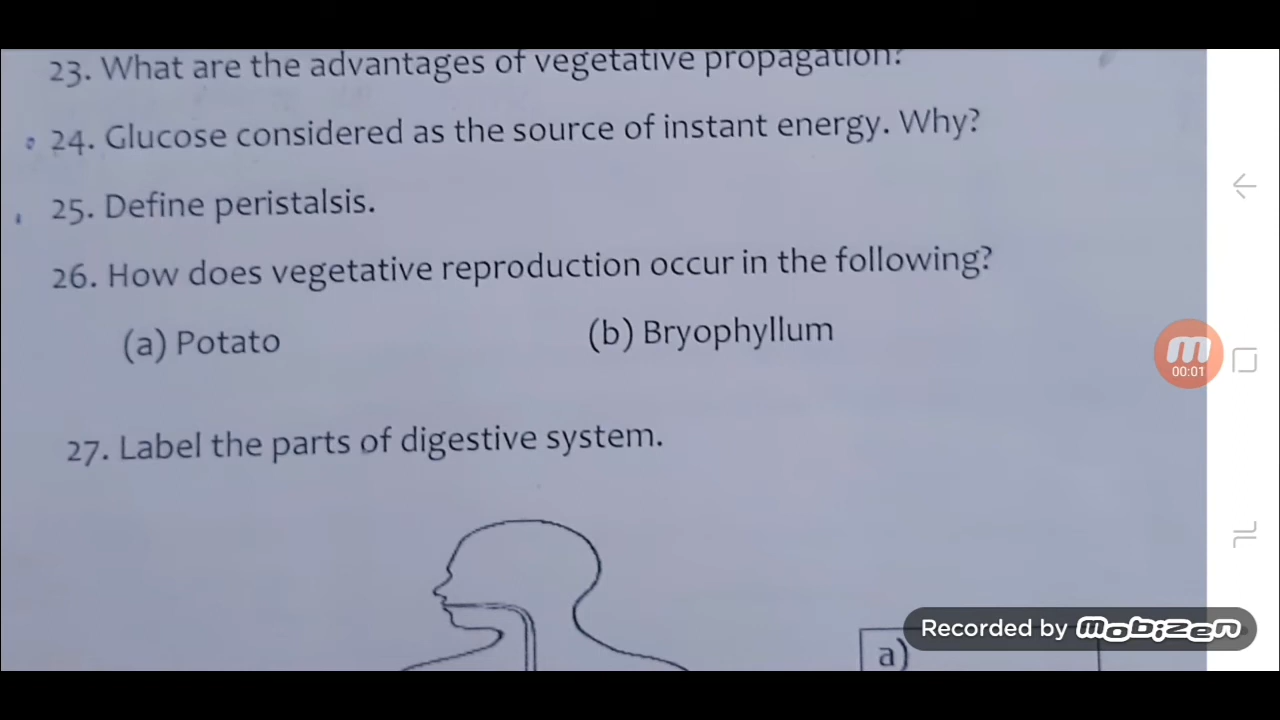 23. What are the advantages of vegetative propagation?
24. Glucose considered as the source of instant energy. Why?
25. Define peristalsis.
26. How does vegetative reproduction occur in the following?
(a) Potato (b) Bryophyllum
00:01
27. Label the parts of digestive system.
Recorded by mobizen
a)